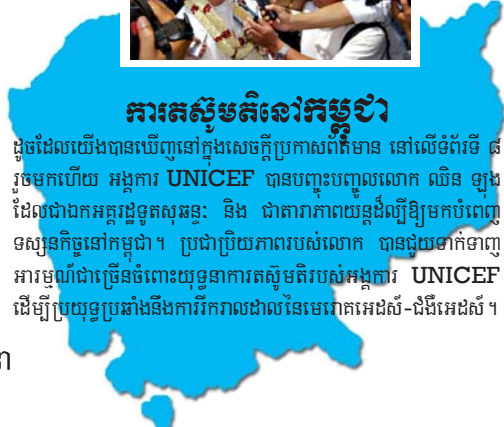 ការតស៊ូមតិនៅកម្ពុជា
ដូចដែលយើងបានឃើញនៅក្នុងសេចក្តីប្រកាសព័ត៌មាន នៅលើទំព័រទី ៨
រួចមកហើយ អង្គការ UNICEF បានបញ្ចុះបញ្ចូលលោក ឈិន ឡុង
ដែលជាឯកអគ្គរដ្ឋទូតសុឆន្ទៈ និង ជាតារាភាពយន្តដ៏ល្បីឱ្យមកបំពេញ
ទស្សនកិច្ចនៅកម្ពុជា។ ប្រជាប្រិយភាពរបស់លោក បានជួយទាក់ទាញ
អារម្មណ៍ជាច្រើនចំពោះយុទ្ធនាការតស៊ូមតិរបស់អង្គការ UNICEF
ដើម្បីប្រយុទ្ធប្រឆាំងនឹងការរីករាលដាលនៃមេរោគអេដស៍-ជំងឺអេដស៍។